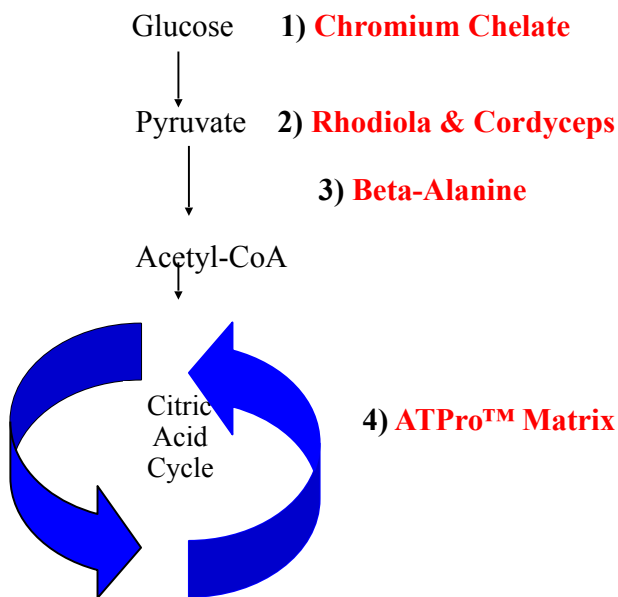 Glucose 1) Chromium Chelate
Pyruvate 2) Rhodiola & Cordyceps
3) Beta-Alanine
Acetyl-CoA
Citric
Acid
Cycle
4) ATPro™ Matrix